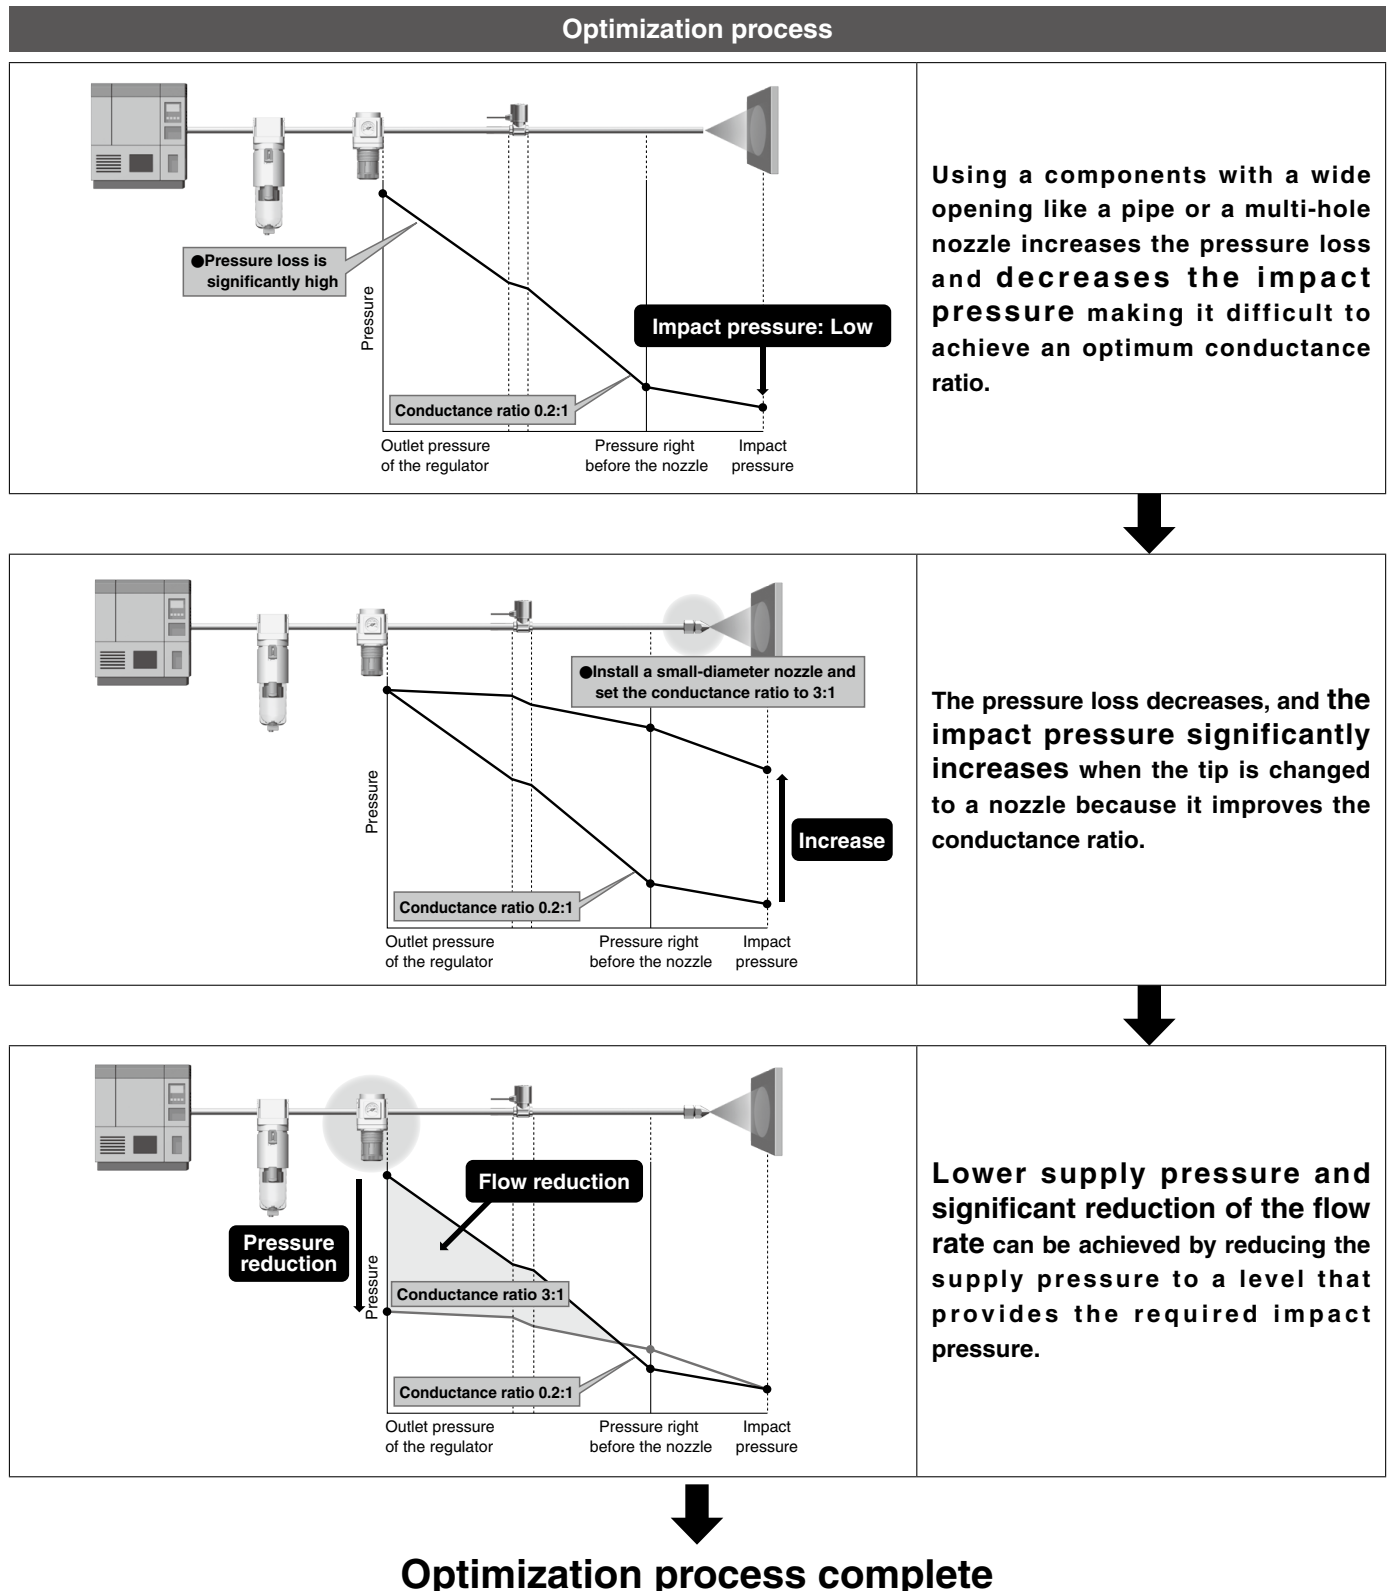 Optimization process
●Pressure loss is
significantly high
Pressure
Impact pressure: Low
Conductance ratio 0.2:1
Outlet pressure
of the regulator
Pressure right
before the nozzle
Impact
pressure
Using a components with a wide
opening like a pipe or a multi-hole
nozzle increases the pressure loss
and decreases the impact
pressure making it difficult to
achieve an optimum conductance
ratio.
●Install a small-diameter nozzle and
set the conductance ratio to 3:1
Pressure
Increase
Conductance ratio 0.2:1
Outlet pressure
of the regulator
Pressure right
before the nozzle
Impact
pressure
The pressure loss decreases, and the
impact pressure significantly
increases when the tip is changed
to a nozzle because it improves the
conductance ratio.
Flow reduction
Pressure
reduction
Pressure
Conductance ratio 3:1
Conductance ratio 0.2:1
Outlet pressure
of the regulator
Pressure right
before the nozzle
Impact
pressure
Lower supply pressure and
significant reduction of the flow
rate can be achieved by reducing the
supply pressure to a level that
provides the required impact
pressure.
Optimization process complete